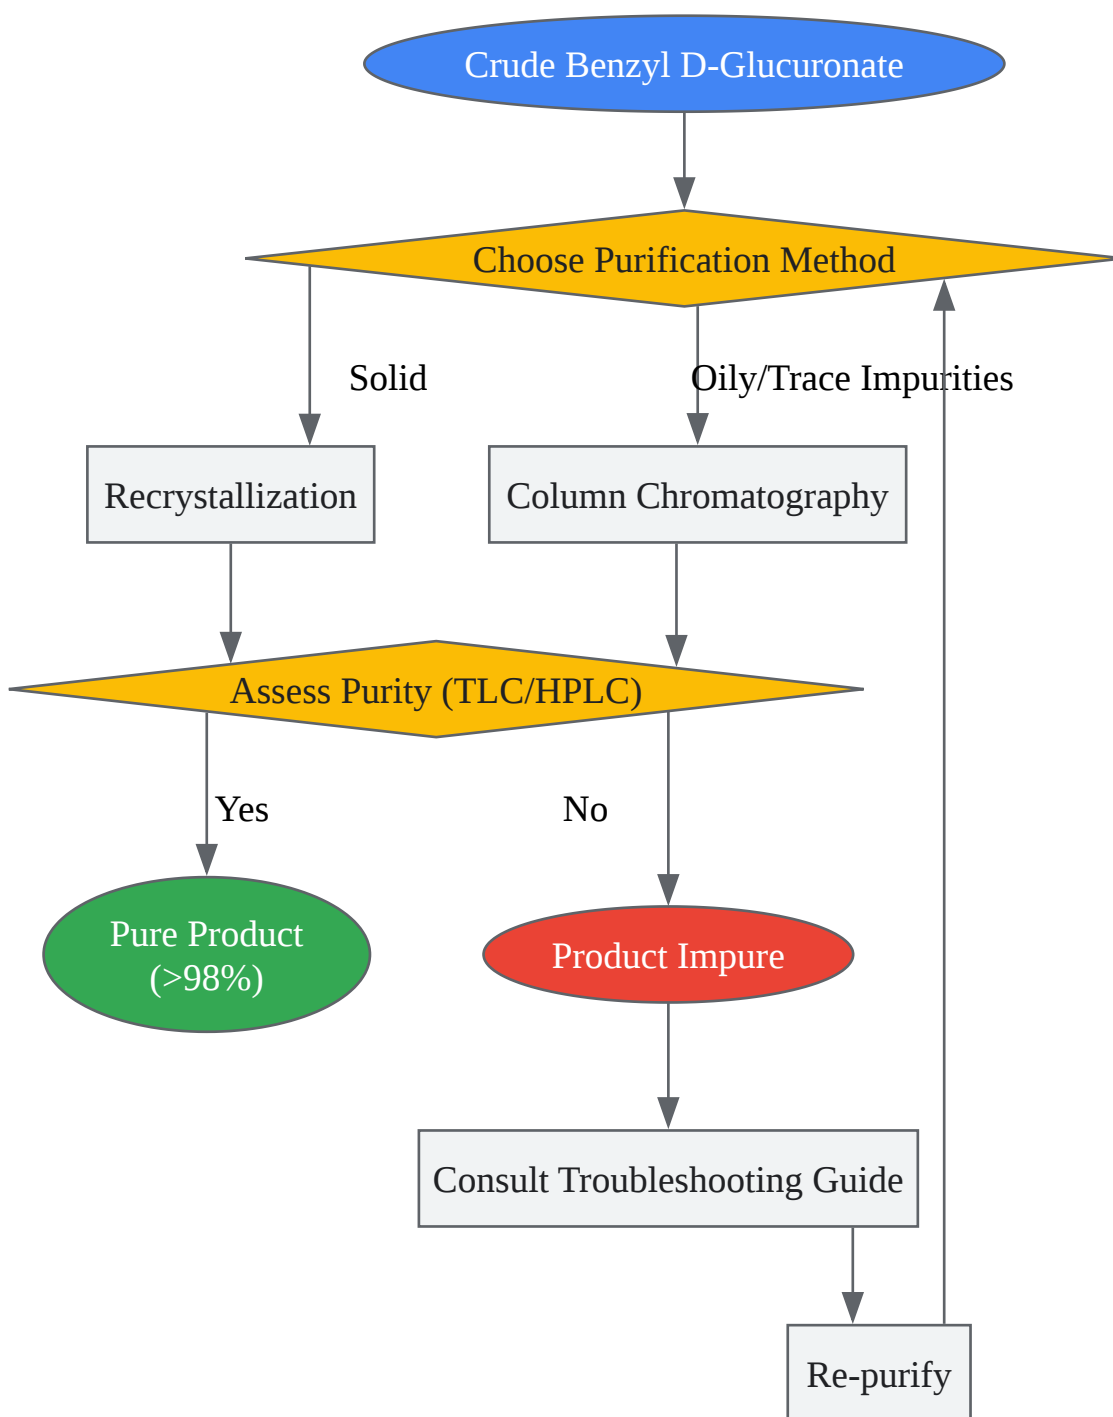 Crude Benzyl D-Glucuronate
Choose Purification Method
Solid
Oily/Trace Impurities
Recrystallization
Column Chromatography
Assess Purity (TLC/HPLC)
Yes
No
Pure Product
(>98%)
Product Impure
Consult Troubleshooting Guide
Re-purify